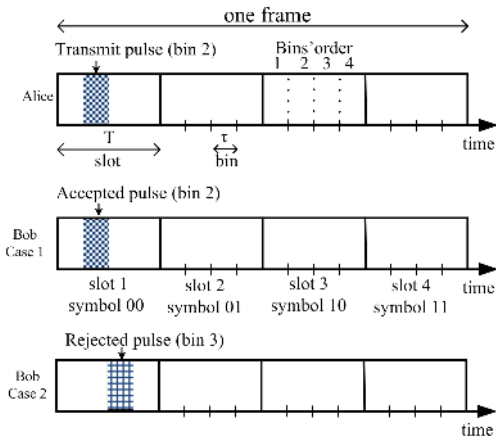 one frame
Transmit pulse (bin 2)
Bins'order
1 2 3 4
Alice
T
τ
slot
bin
time
Accepted pulse (bin 2)
Bob
Case 1
slot 1 slot 2 slot 3 slot 4
time
symbol 00 symbol 01 symbol 10 symbol 11
Rejected pulse (bin 3)
Bob
Case 2
time